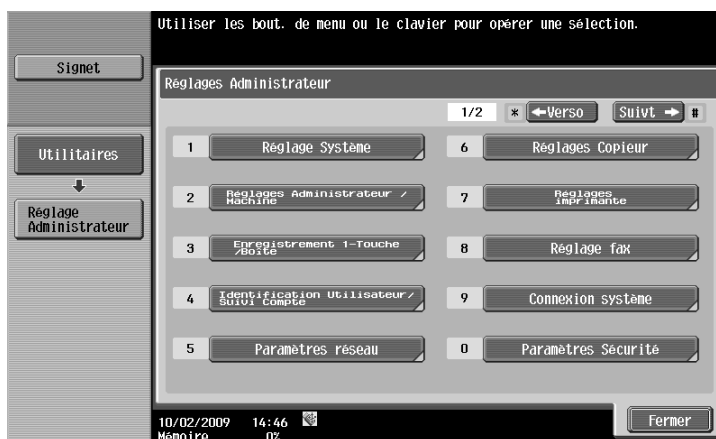 Utiliser les bout. de menu ou le clavier pour opérer une sélection.
Signet
Réglages Administrateur
1/2 * ←Verso Suivt → #
Utilitaires
Réglage
Administrateur
1 Réglage Système
6 Réglages Copieur
2 Réglages Administrateur /
Machine
7 Réglages
imprimante
3 Enregistrement 1-Touche
/Boîte
8 Réglage fax
4 Identification Utilisateur/
Suivi Compte
9 Connexion système
5 Paramètres réseau
0 Paramètres Sécurité
10/02/2009 14:46
Mémoire 0%
Fermer